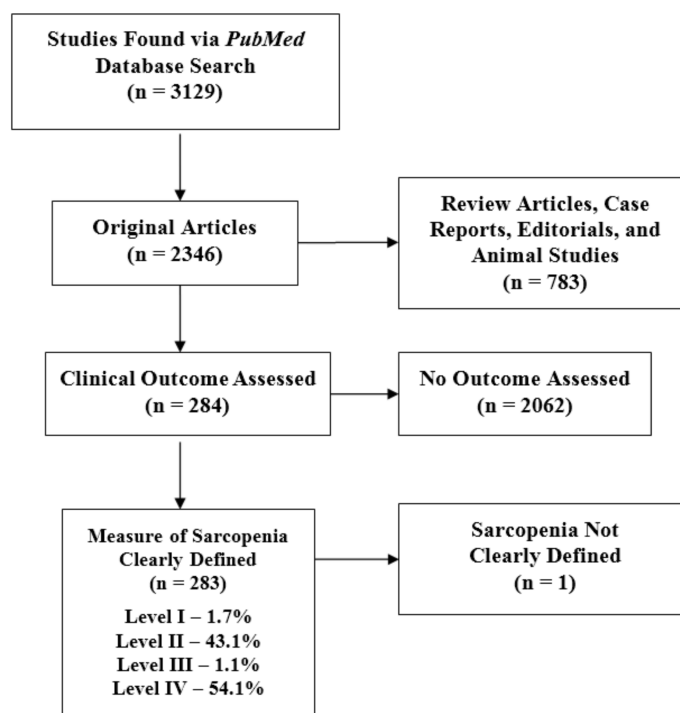 Studies Found via PubMed
Database Search
(n = 3129)
Original Articles
(n = 2346)
Review Articles, Case
Reports, Editorials, and
Animal Studies
(n = 783)
Clinical Outcome Assessed
(n = 284)
No Outcome Assessed
(n = 2062)
Measure of Sarcopenia
Clearly Defined
(n = 283)
Level I – 1.7%
Level II – 43.1%
Level III – 1.1%
Level IV – 54.1%
Sarcopenia Not
Clearly Defined
(n = 1)